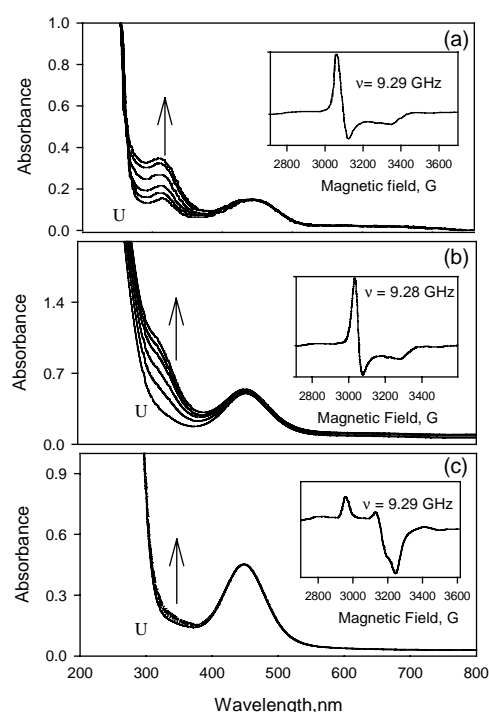 (a)
1.0
0.8
0.6
0.4
0.2
0.0
Absorbance
U
ν= 9.29 GHz
3000 3300 3600
Magnetic field, G
(b)
1.4
0.7
0.0
Absorbance
U
ν = 9.28 GHz
2800 3000 3200 3400
Magnetic Field, G
(c)
0.9
0.6
0.3
0.0
Absorbance
U
ν = 9.29 GHz
2800 3000 3200 3400 3600
Magnetic Field, G
200 300 400 500 600 700 800
Wavelength,nm